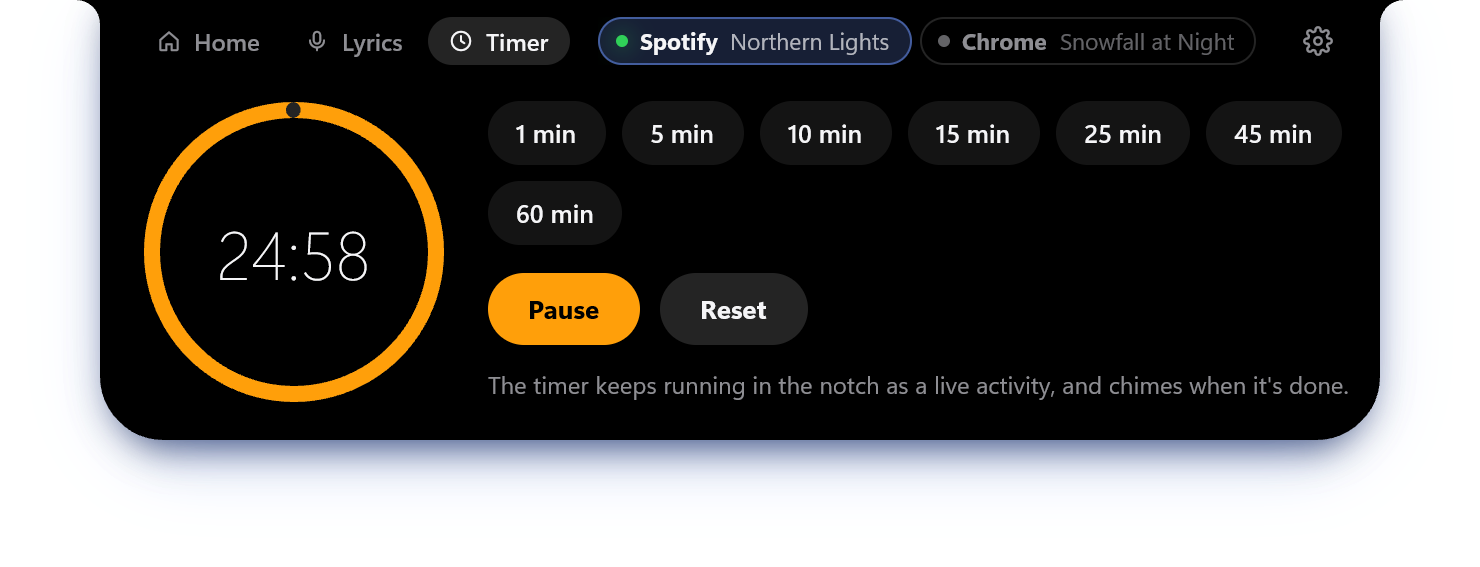 Home Lyrics Timer Spotify Northern Lights Chrome Snowfall at Night
1 min 5 min 10 min 15 min 25 min 45 min
60 min
24:58
Pause Reset
The timer keeps running in the notch as a live activity, and chimes when it's done.